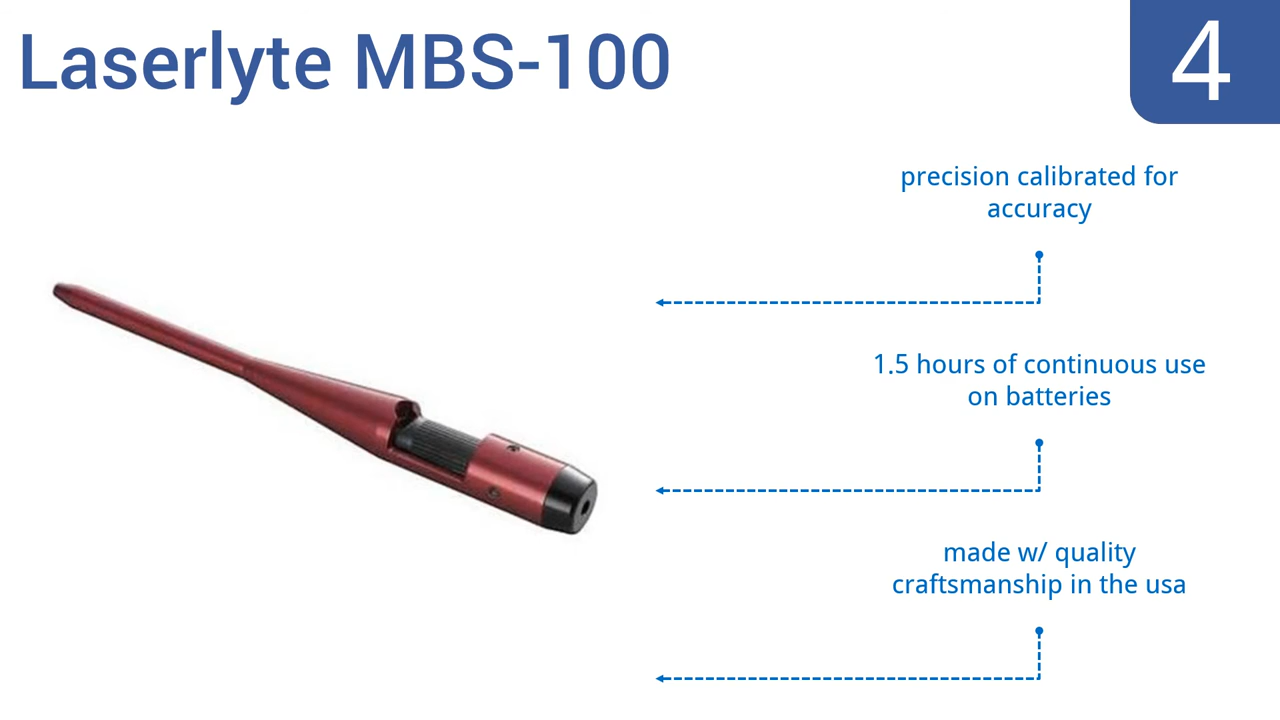 Laserlyte MBS-100
4
precision calibrated for
accuracy
1.5 hours of continuous use
on batteries
made w/ quality
craftsmanship in the usa